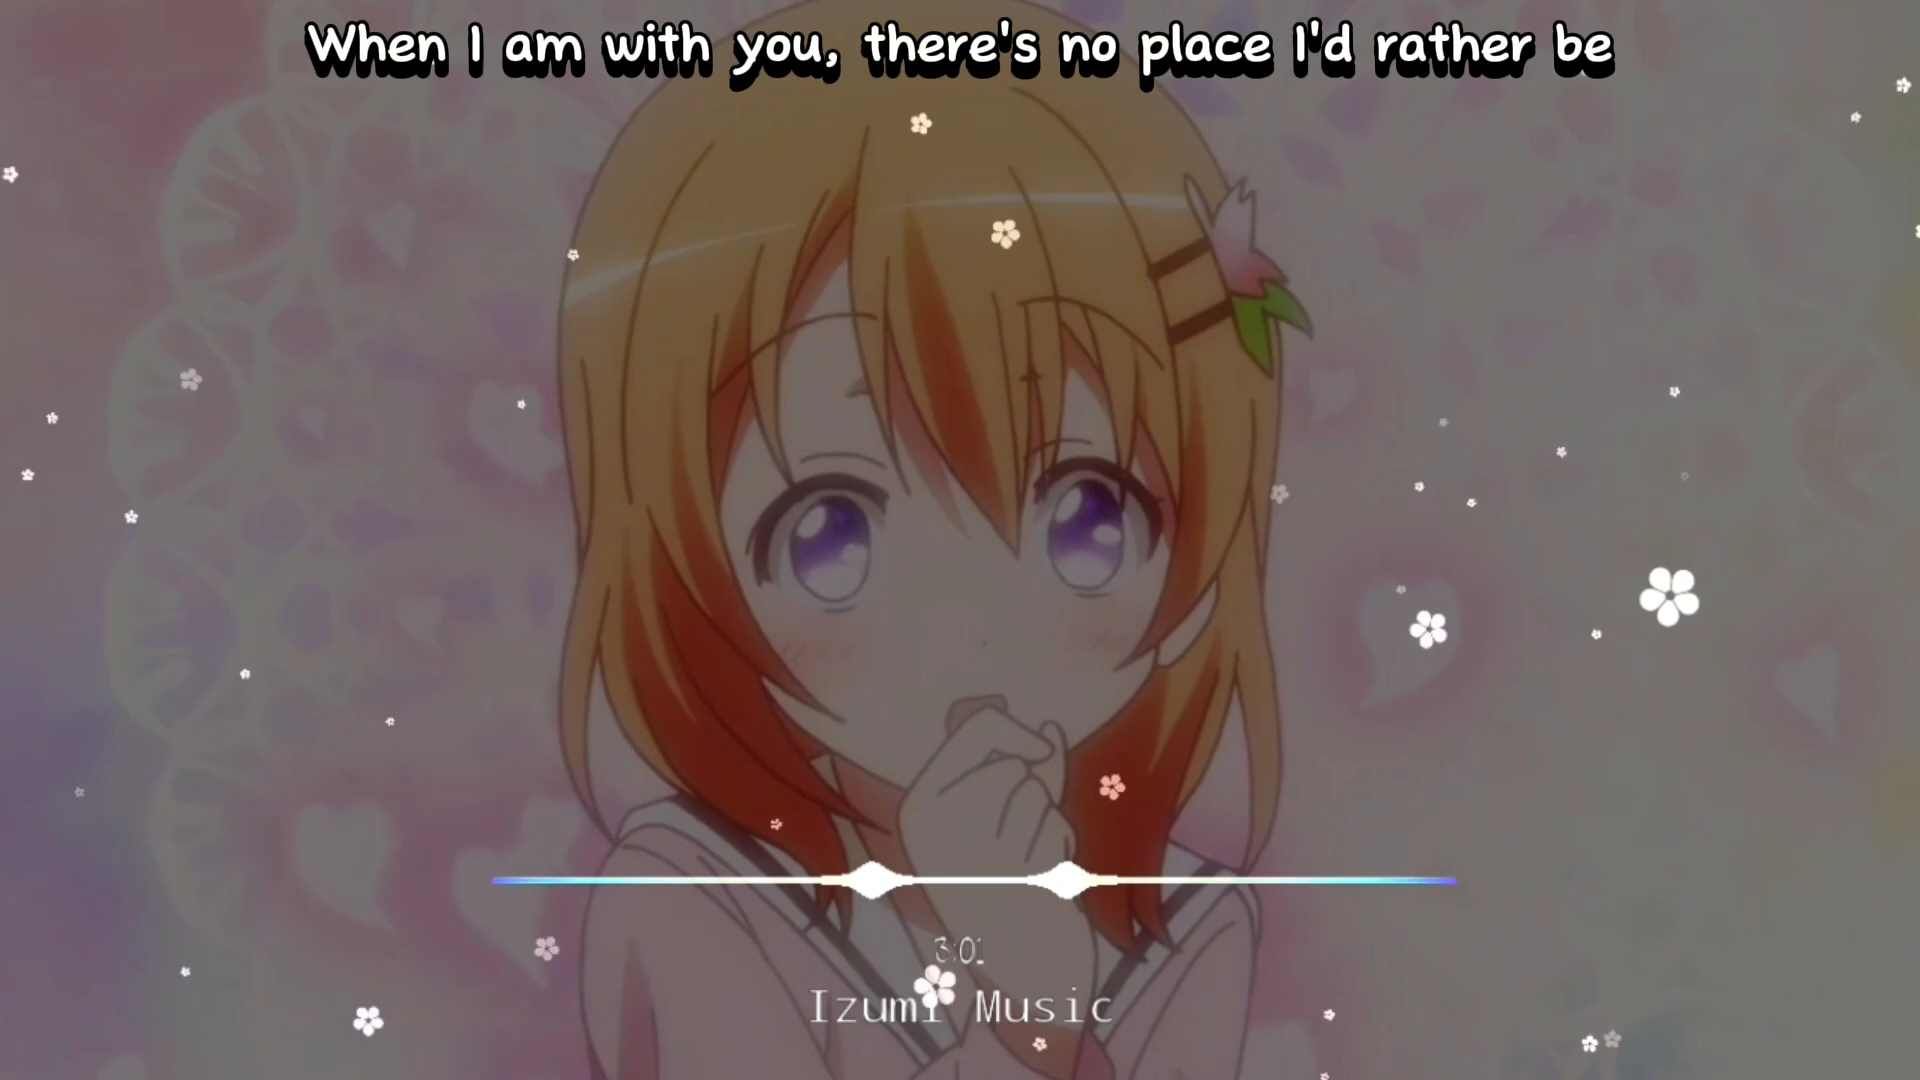 When I am with you, there's no place I'd rather be
3:01
Izumi Music